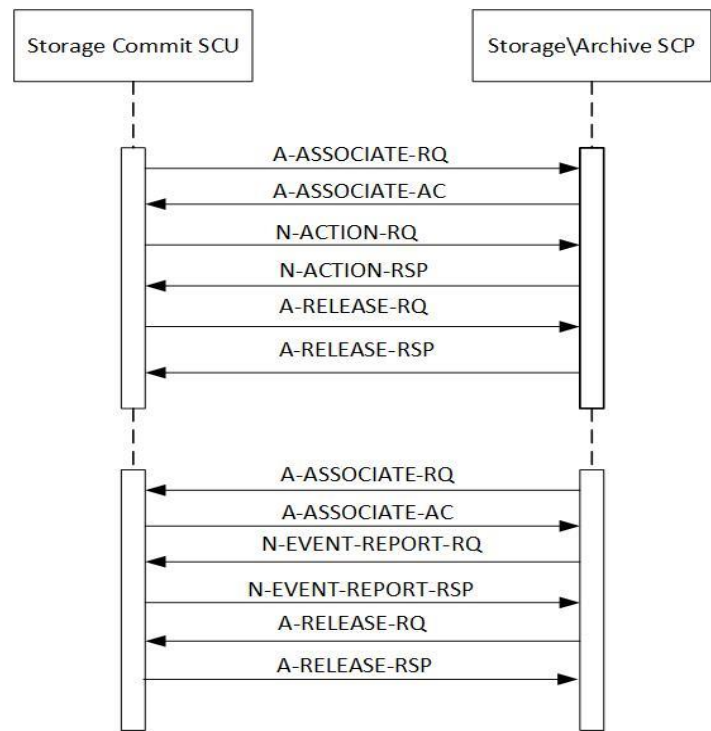 Storage Commit SCU
Storage\Archive SCP
A-ASSOCIATE-RQ
A-ASSOCIATE-AC
N-ACTION-RQ
N-ACTION-RSP
A-RELEASE-RQ
A-RELEASE-RSP
A-ASSOCIATE-RQ
A-ASSOCIATE-AC
N-EVENT-REPORT-RQ
N-EVENT-REPORT-RSP
A-RELEASE-RQ
A-RELEASE-RSP